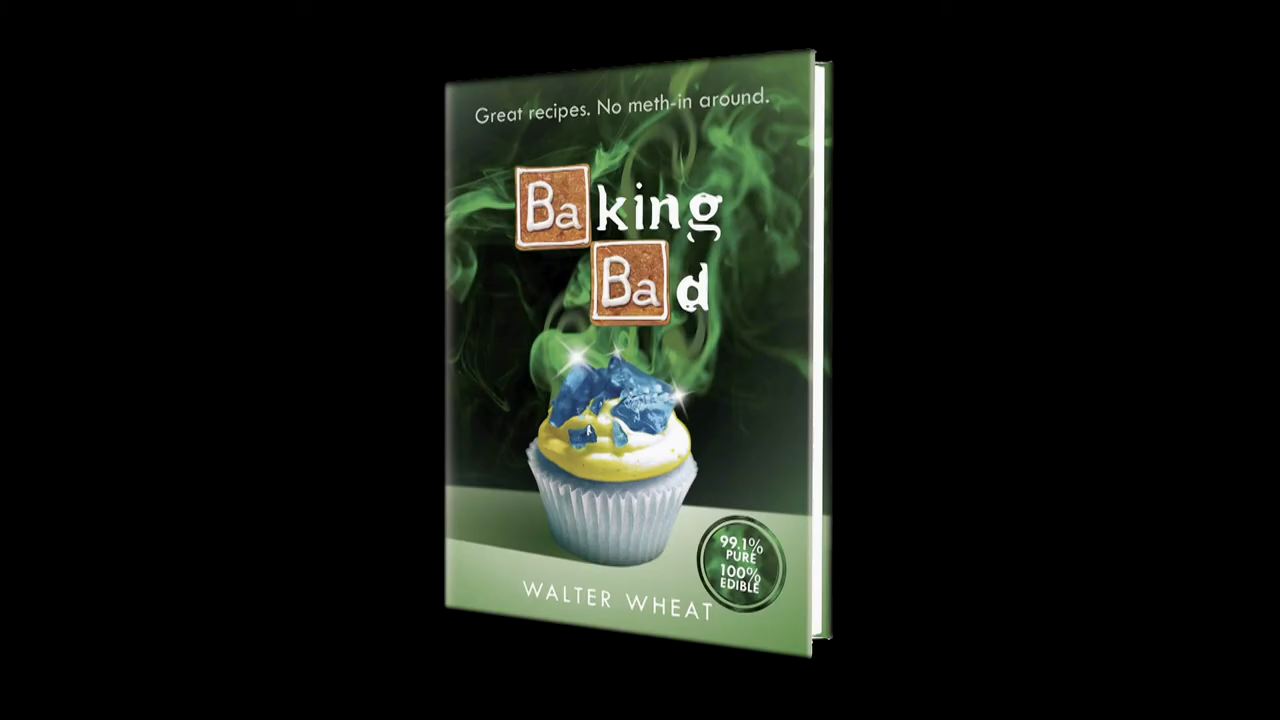 Great recipes. No meth-in around.
Baking
Bad
99.1%
PURE
100%
EDIBLE
WALTER WHEAT